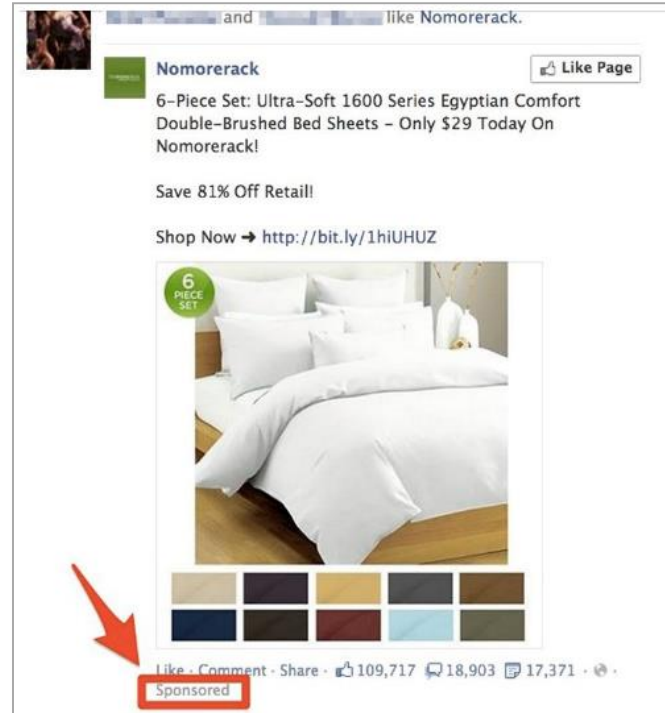 and like Nomorerack.
Nomorerack
Like Page
6-Piece Set: Ultra-Soft 1600 Series Egyptian Comfort
Double-Brushed Bed Sheets – Only $29 Today On
Nomorerack!
Save 81% Off Retail!
Shop Now ➔ http://bit.ly/1hiUHUZ
6
PIECE
SET
Like · Comment · Share · 109,717 18,903 17,371 · ·
Sponsored